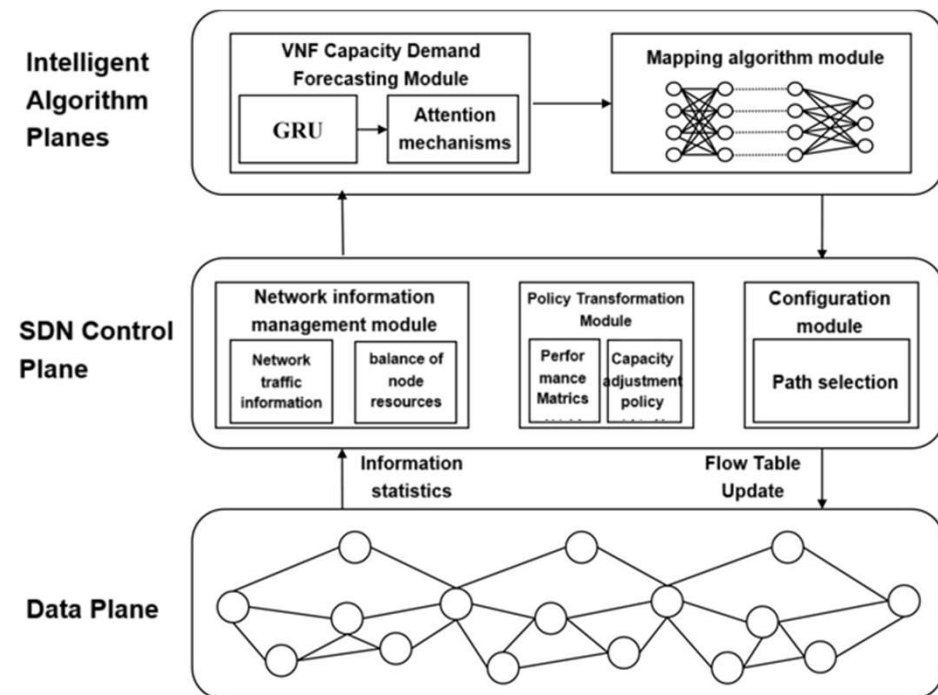 Intelligent
Algorithm
Planes
VNF Capacity Demand
Forecasting Module
GRU
Attention
mechanisms
Mapping algorithm module
SDN Control
Plane
Network information
management module
Network
traffic
information
balance of
node
resources
Policy Transformation
Module
Perfor
mance
Matrics
Capacity
adjustment
policy
Configuration
module
Path selection
Information
statistics
Flow Table
Update
Data Plane